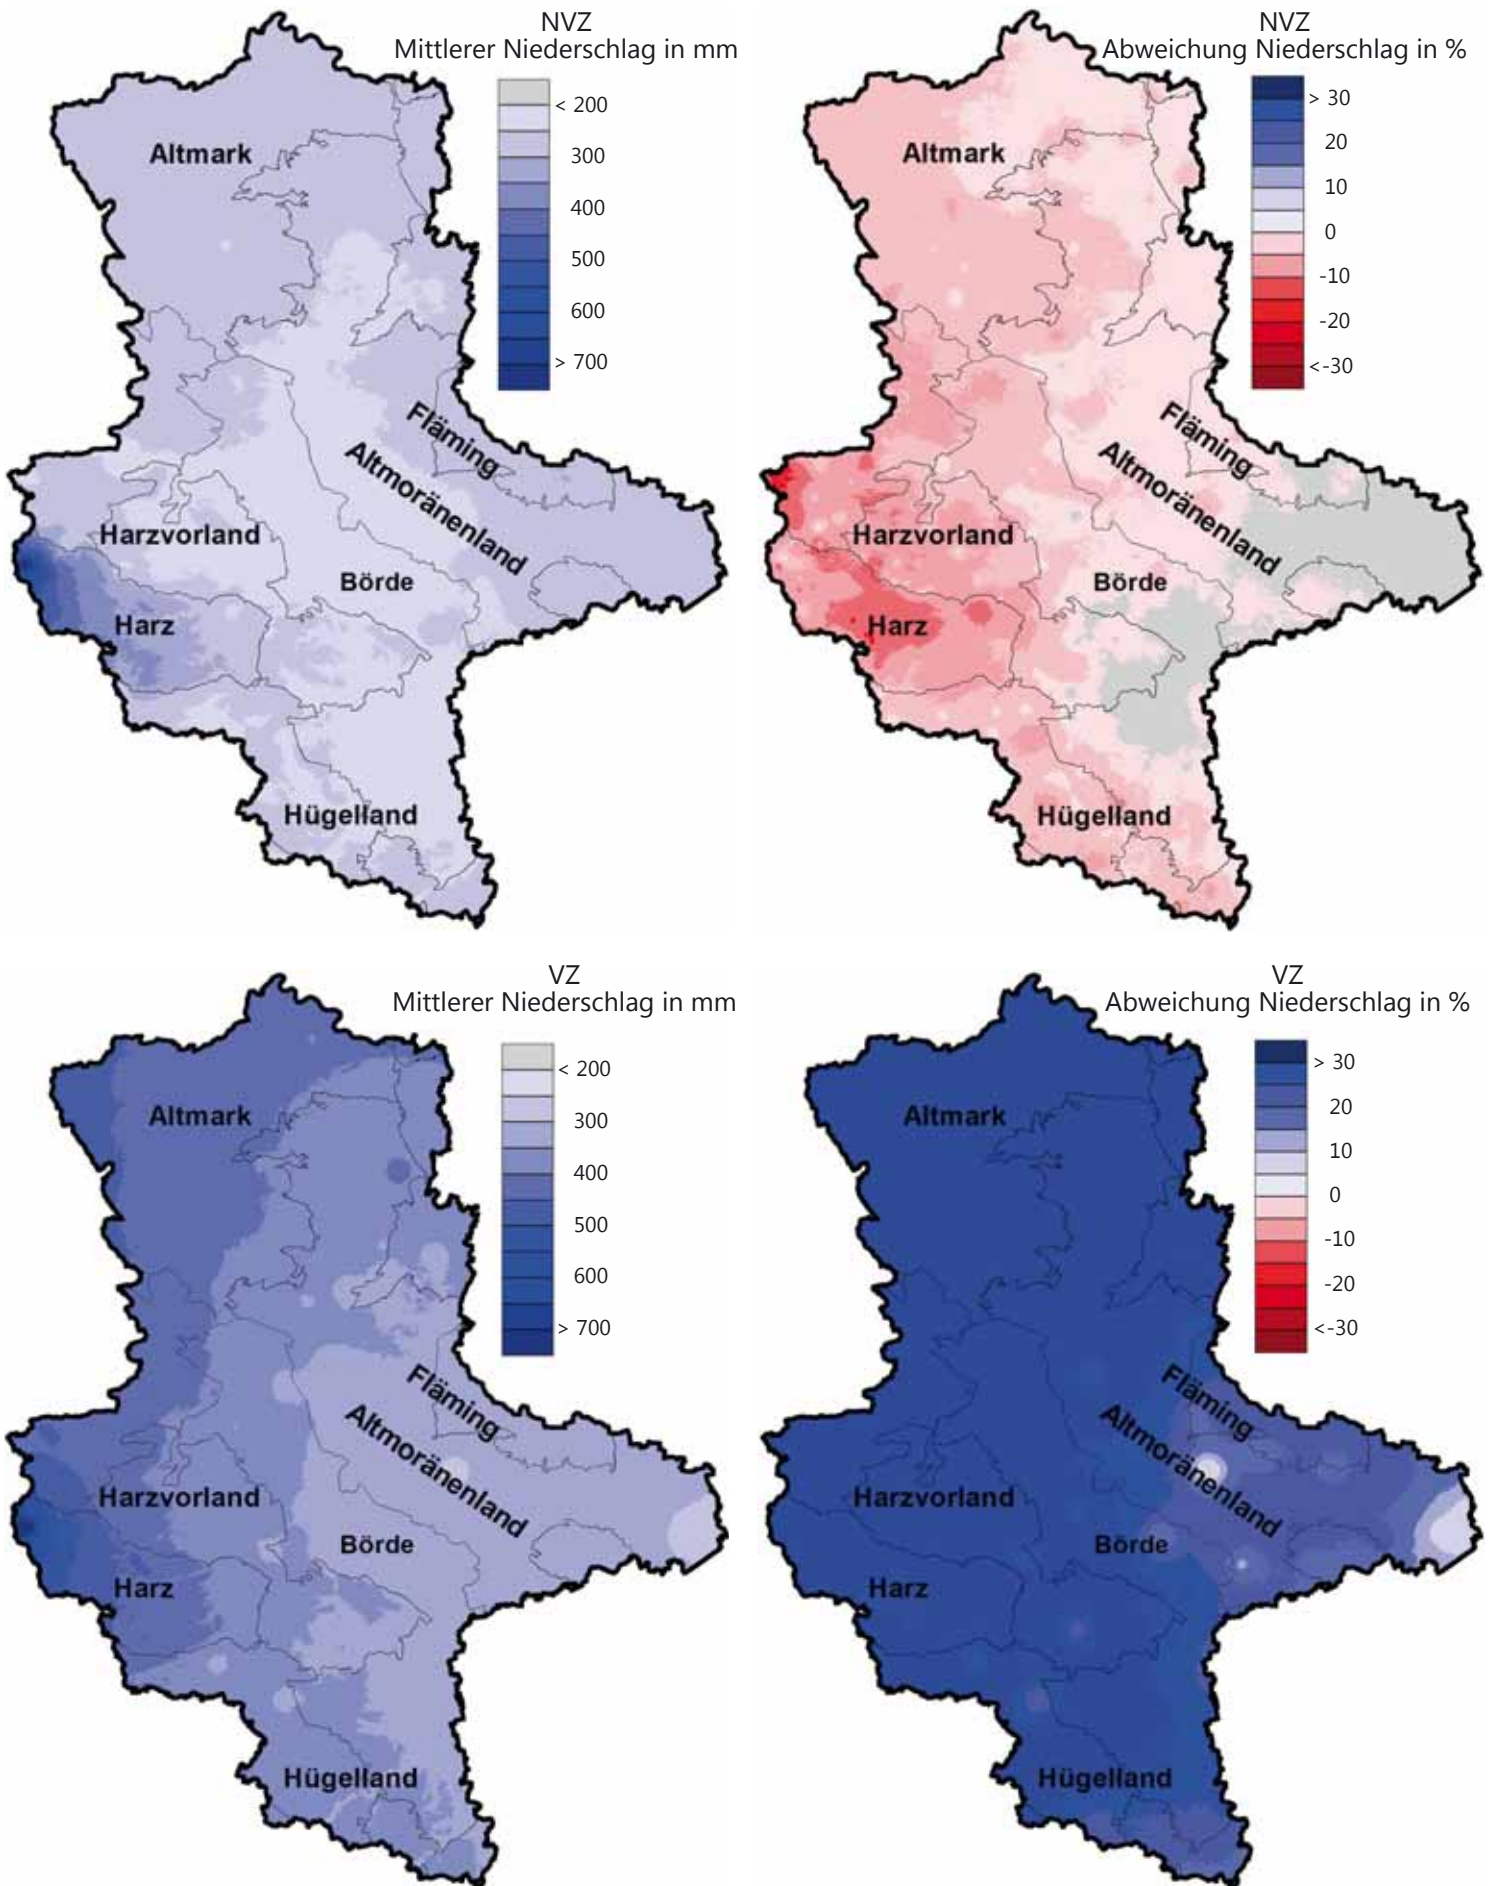 NVZ
Mittlerer Niederschlag in mm
< 200
300
400
500
600
> 700
Altmark
Fläming
Altmoränenland
Harzvorland
Börde
Harz
Hügelland
NVZ
Abweichung Niederschlag in %
> 30
20
10
0
-10
-20
<-30
Altmark
Fläming
Altmoränenland
Harzvorland
Börde
Harz
Hügelland
VZ
Mittlerer Niederschlag in mm
< 200
300
400
500
600
> 700
Altmark
Fläming
Altmoränenland
Harzvorland
Börde
Harz
Hügelland
VZ
Abweichung Niederschlag in %
> 30
20
10
0
-10
-20
<-30
Altmark
Fläming
Altmoränenland
Harzvorland
Börde
Harz
Hügelland